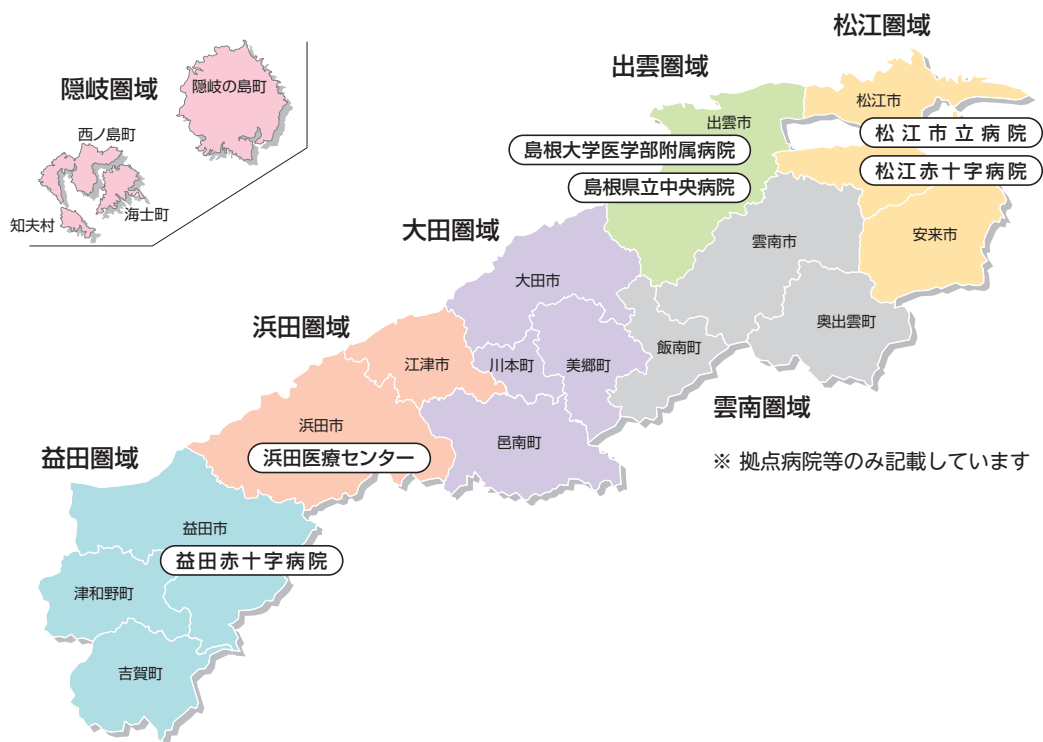 松江圏域
出雲圏域
隠岐圏域
隠岐の島町
西ノ島町
海士町
知夫村
松江市
出雲市
松江市立病院
島根大学医学部附属病院
松江赤十字病院
島根県立中央病院
大田圏域
雲南市
安来市
大田市
奥出雲町
浜田圏域
飯南町
江津市
川本町
美郷町
雲南圏域
浜田市
邑南町
益田圏域
浜田医療センター
※ 拠点病院等のみ記載しています
益田市
益田赤十字病院
津和野町
吉賀町